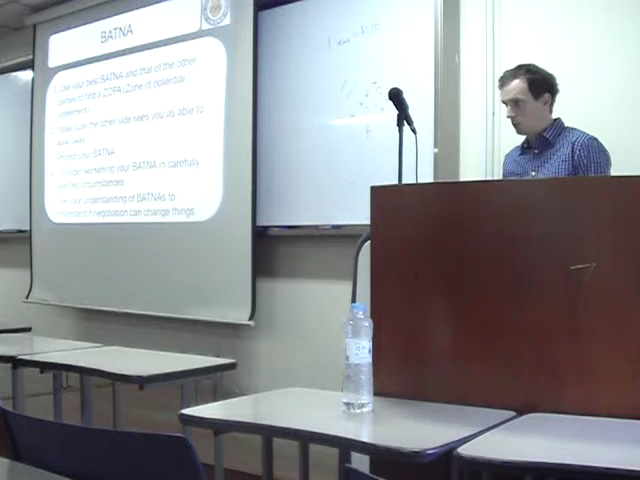 BATNA
Use your best BATNA and that of the other
parties to find a ZOPA (Zone of potential
agreement)
Make sure the other side sees you as able to
walk away
Protect your BATNA
Consider worsening your BATNA in carefully
selected circumstances
Use your understanding of BATNAs to
understand if negotiation can change things.